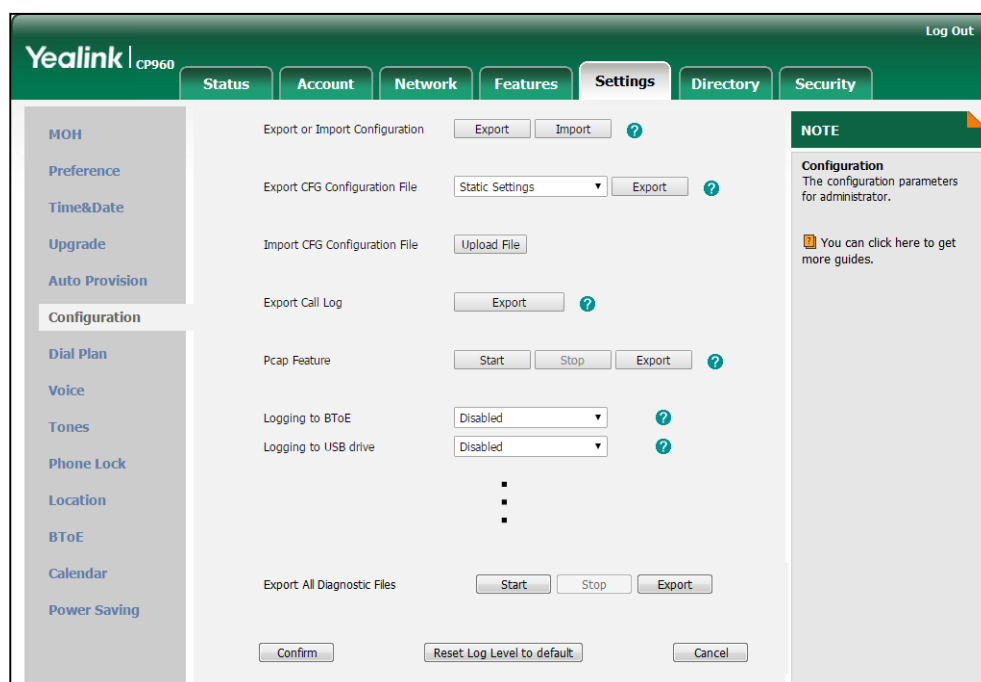 Log Out
Yealink | CP960
Status Account Network Features Settings Directory Security
MOH
Preference
Time&Date
Upgrade
Auto Provision
Configuration
Dial Plan
Voice
Tones
Phone Lock
Location
BToE
Calendar
Power Saving
Export or Import Configuration Export Import ?
Export CFG Configuration File Static Settings Export ?
Import CFG Configuration File Upload File
Export Call Log Export ?
Pcap Feature Start Stop Export ?
Logging to BToE Disabled ?
Logging to USB drive Disabled ?
Export All Diagnostic Files Start Stop Export
Confirm Reset Log Level to default Cancel
NOTE
Configuration
The configuration parameters
for administrator.
? You can click here to get
more guides.